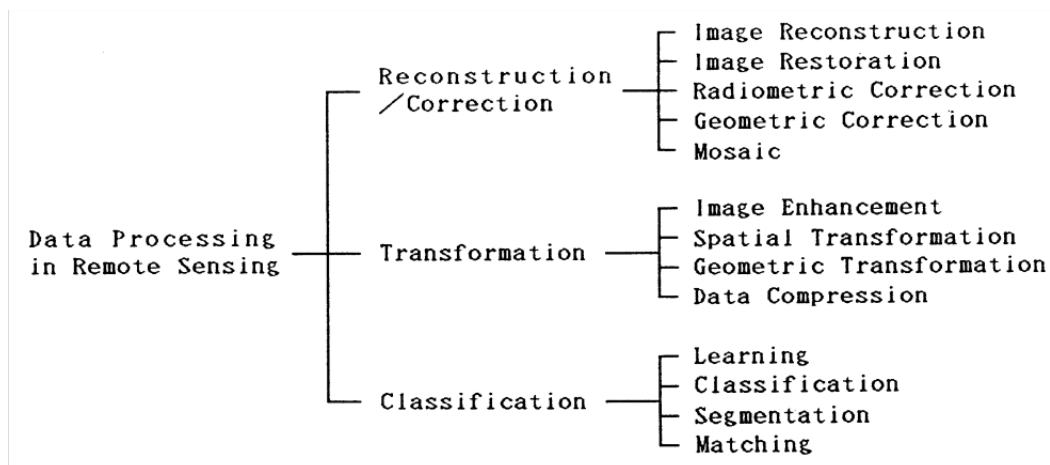 Data Processing
in Remote Sensing
Reconstruction
／Correction
Image Reconstruction
Image Restoration
Radiometric Correction
Geometric Correction
Mosaic
Transformation
Image Enhancement
Spatial Transformation
Geometric Transformation
Data Compression
Classification
Learning
Classification
Segmentation
Matching